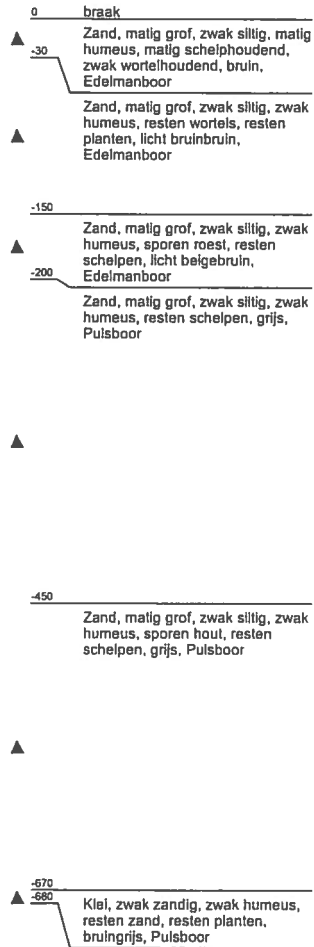 0 braak
Zand, matig grof, zwak siltig, matig
humeus, matig schelphoudend,
-30
zwak wortelhoudend, bruin,
Edelmanboor
Zand, matig grof, zwak siltig, zwak
humeus, resten wortels, resten
planten, licht bruinbruin,
Edelmanboor
-150
Zand, matig grof, zwak siltig, zwak
humeus, sporen roest, resten
schelpen, licht beigebruin,
-200
Edelmanboor
Zand, matig grof, zwak siltig, zwak
humeus, resten schelpen, grijs,
Pulsboor
-450
Zand, matig grof, zwak siltig, zwak
humeus, sporen hout, resten
schelpen, grijs, Pulsboor
-670
-680
Klei, zwak zandig, zwak humeus,
resten zand, resten planten,
bruingrijs, Pulsboor